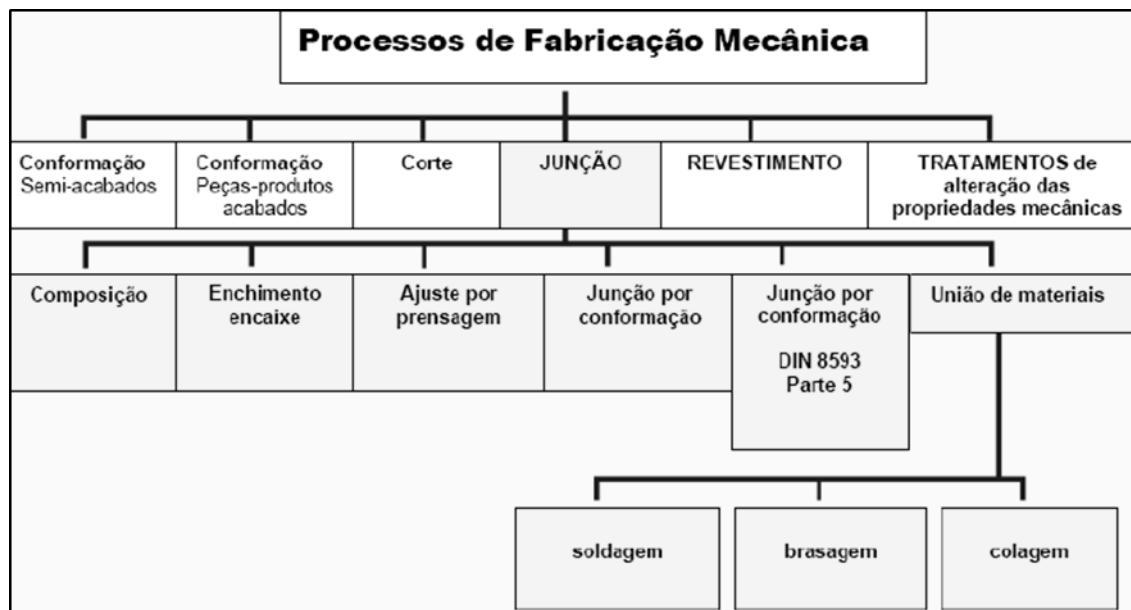 Processos de Fabricação Mecânica
Conformação
Semi-acabados
Conformação
Peças-produtos
acabados
Corte
JUNÇÃO
REVESTIMENTO
TRATAMENTOS de
alteração das
propriedades mecânicas
Composição
Enchimento
encaixe
Ajuste por
prensagem
Junção por
conformação
Junção por
conformação
DIN 8593
Parte 5
União de materiais
soldagem
brasagem
colagem